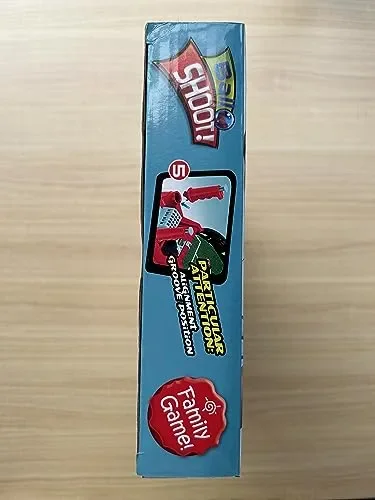 Ball
SHOOT!
5
PARTICULAR
ATTENTION:
ALIGNMENT
GROOVE POSITION
Family
Game!